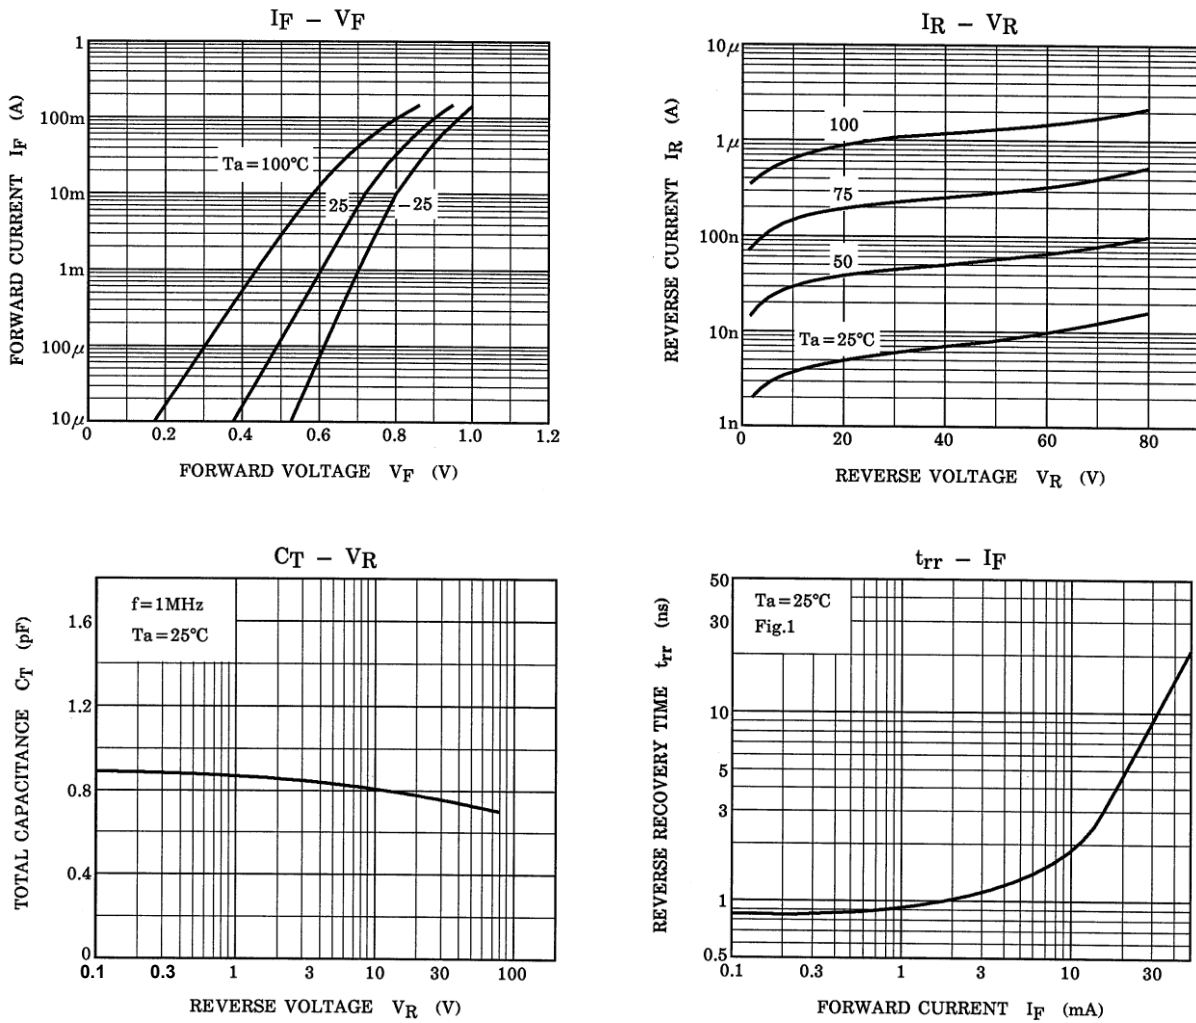 IF – VF
FORWARD CURRENT IF (A)
1
100m
10m
1m
100μ
10μ
Ta=100℃
25
−25
0
0.2
0.4
0.6
0.8
1.0
1.2
FORWARD VOLTAGE VF (V)
IR – VR
REVERSE CURRENT IR (A)
10μ
1μ
100n
10n
1n
100
75
50
Ta=25℃
0
20
40
60
80
REVERSE VOLTAGE VR (V)
CT – VR
TOTAL CAPACITANCE CT (pF)
f=1MHz
Ta=25℃
1.6
1.2
0.8
0.4
0
0.1
0.3
1
3
10
30
100
REVERSE VOLTAGE VR (V)
trr – IF
REVERSE RECOVERY TIME trr (ns)
Ta=25℃
Fig.1
50
30
10
5
3
1
0.5
0.1
0.3
1
3
10
30
FORWARD CURRENT IF (mA)